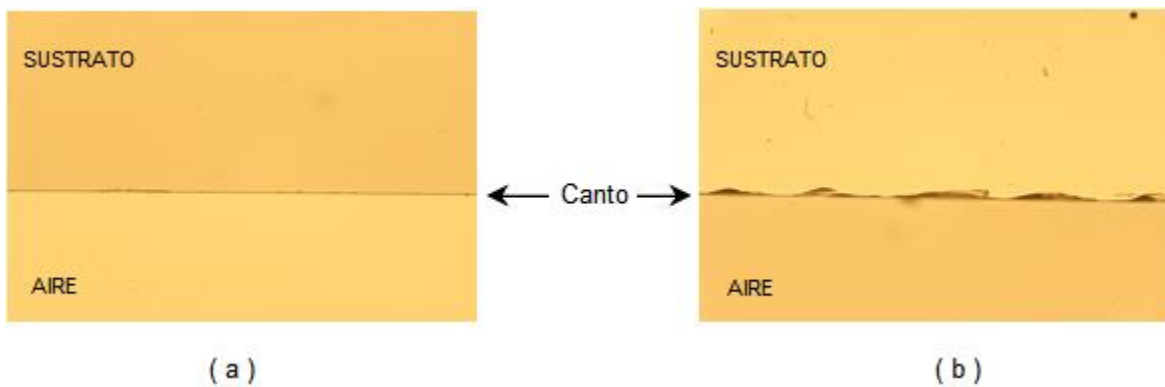 SUSTRATO
SUSTRATO
Canto
AIRE
AIRE
( a )
( b )